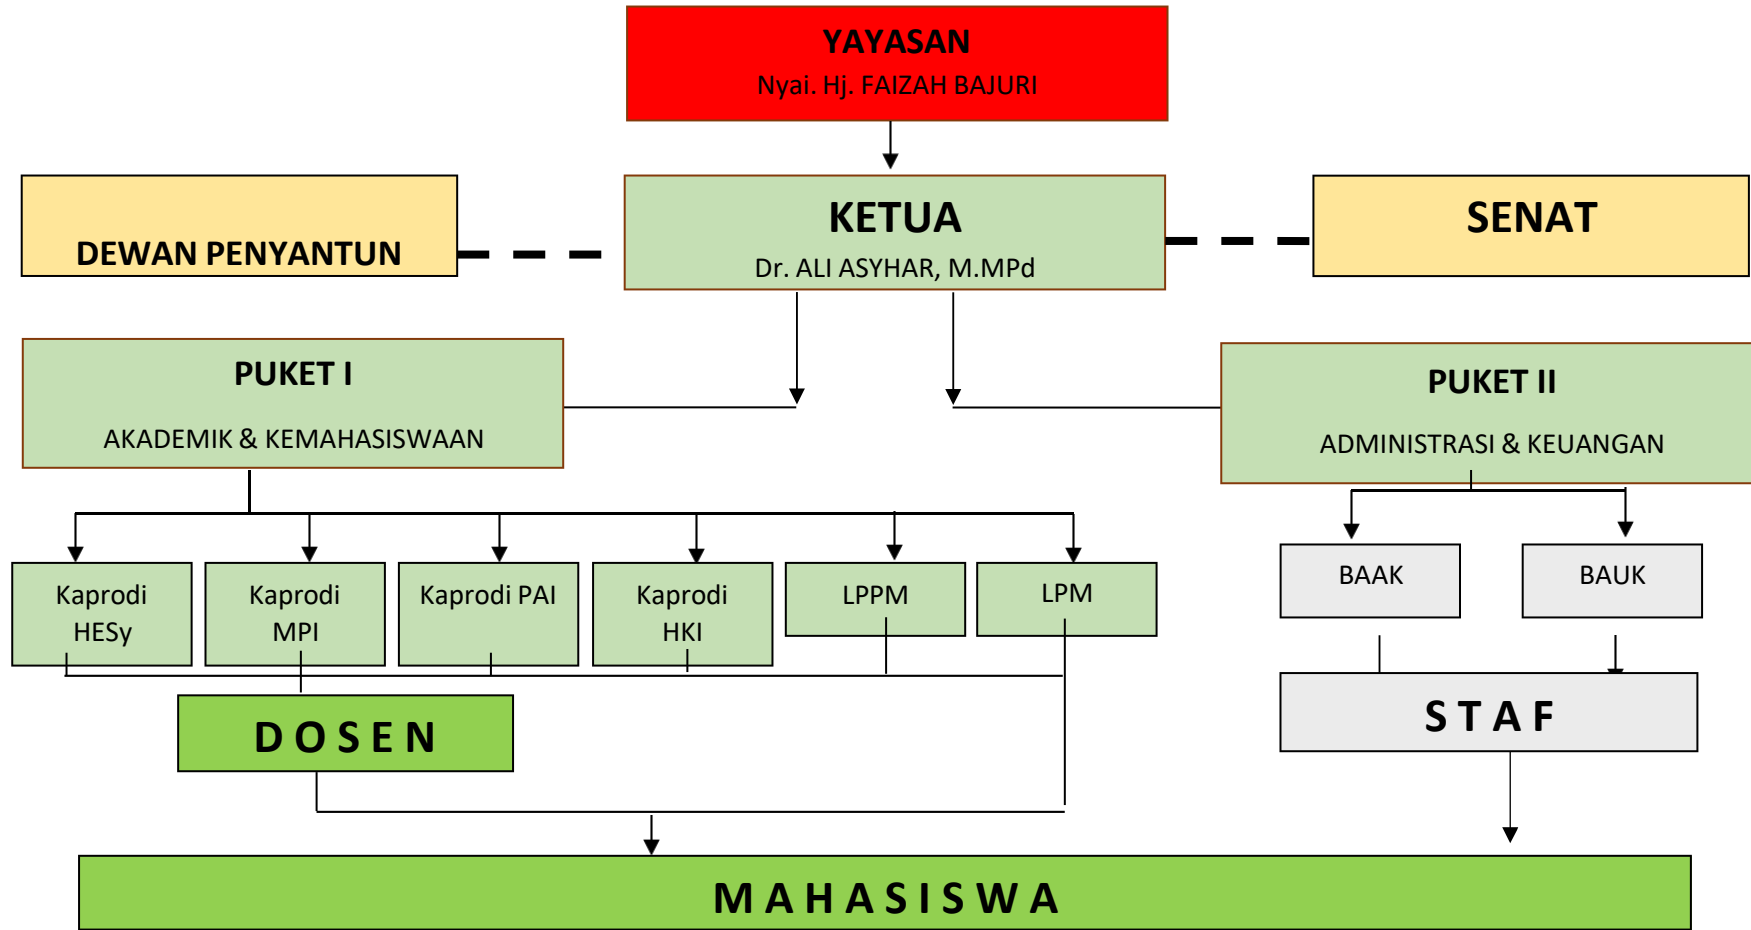 YAYASAN
Nyai. Hj. FAIZAH BAJURI
DEWAN PENYANTUN
KETUA
Dr. ALI ASYHAR, M.MPd
SENAT
PUKET I
AKADEMIK & KEMAHASISWAAN
PUKET II
ADMINISTRASI & KEUANGAN
Kaprodi
HESy
Kaprodi
MPI
Kaprodi PAI
Kaprodi
HKI
LPPM
LPM
BAAK
BAUK
D O S E N
S T A F
M A H A S I S W A